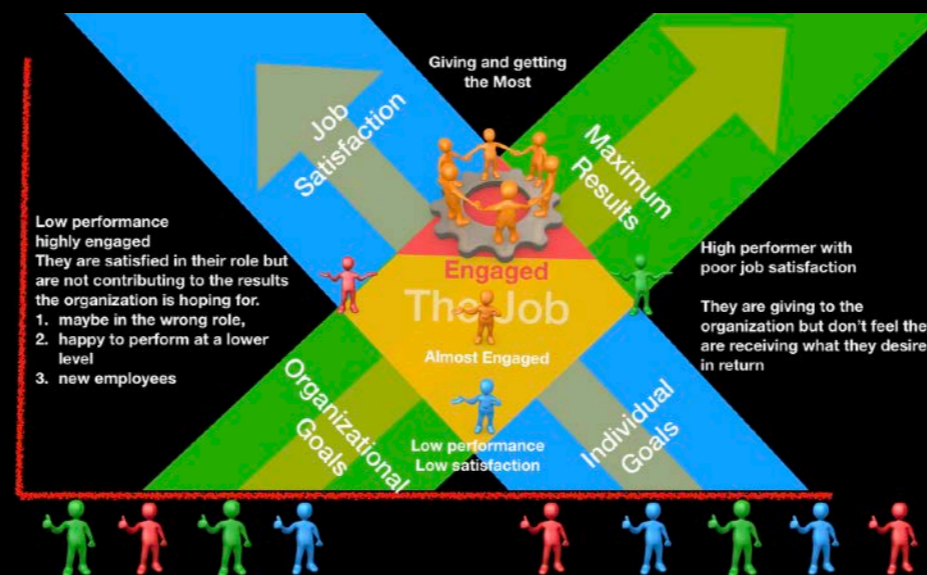 Giving and getting
the Most
Job
Satisfaction
Maximum
Results
Low performance
highly engaged
They are satisfied in their role but
are not contributing to the results
the organization is hoping for.
1. maybe in the wrong role,
2. happy to perform at a lower
level
3. new employees
Engaged
The Job
Almost Engaged
High performer with
poor job satisfaction
They are giving to the
organization but don't feel the
are receiving what they desire
in return
Organizational
Goals
Low performance
Low satisfaction
Individual
Goals